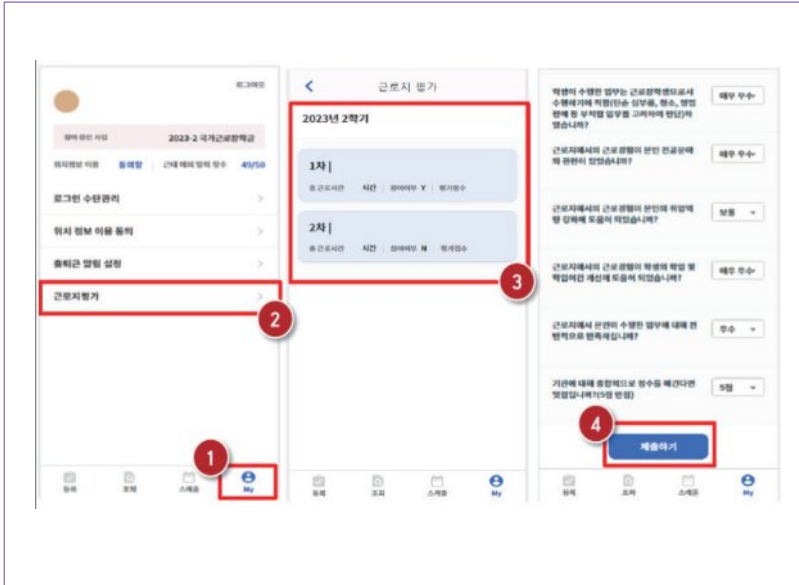 로그아웃
참여 중인 사업 2023-2 국가근로장학금
위치정보 이용 동의함 근태 예외 입력 횟수 49/50
로그인 수단관리
위치 정보 이용 동의
출퇴근 알림 설정
근로지평가
2
1
등록 조회 스케줄 My
근로지 평가
2023년 2학기
1차 |
총 근로시간 시간 참여여부 Y 평가점수
2차 |
총 근로시간 시간 참여여부 N 평가점수
3
등록 조회 스케줄 My
학생이 수행한 업무는 근로장학생으로서
수행하기에 적절(단순 심부름, 청소, 영업
판매 등 부적합 업무를 고려하여 판단)하
였습니까?
매우 우수
근로지에서의 근로경험이 본인 전공분야
와 관련이 있었습니까?
매우 우수
근로지에서의 근로경험이 본인의 취업역
량 강화에 도움이 되었습니까?
보통
근로지에서의 근로경험이 학생의 학업 및
학업여건 개선에 도움이 되었습니까?
매우 우수
근로지에서 본인이 수행한 업무에 대해 전
반적으로 만족하십니까?
우수
기관에 대해 종합적으로 점수를 매긴다면
몇점입니까?(5점 만점)
5점
4
제출하기
등록 조회 스케줄 My